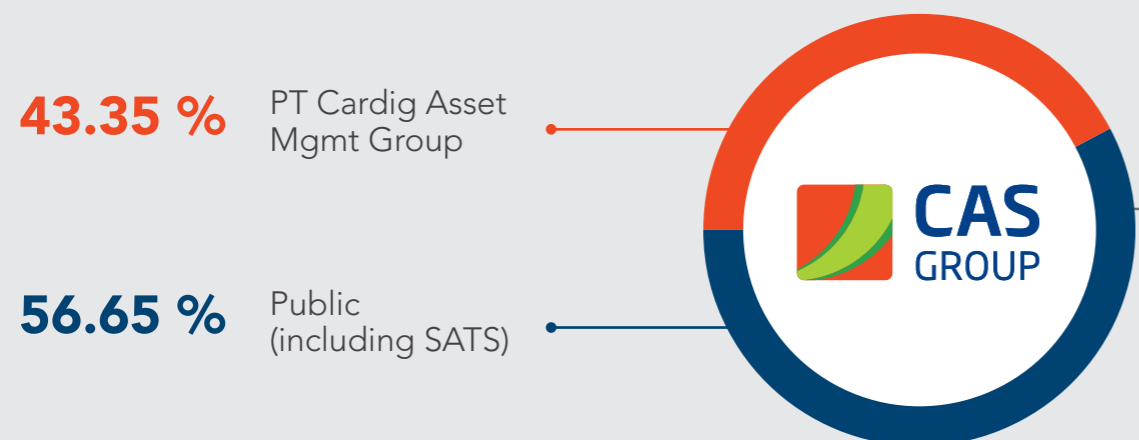 43.35 %
PT Cardig Asset
Mgmt Group
56.65 %
Public
(including SATS)
CAS
GROUP